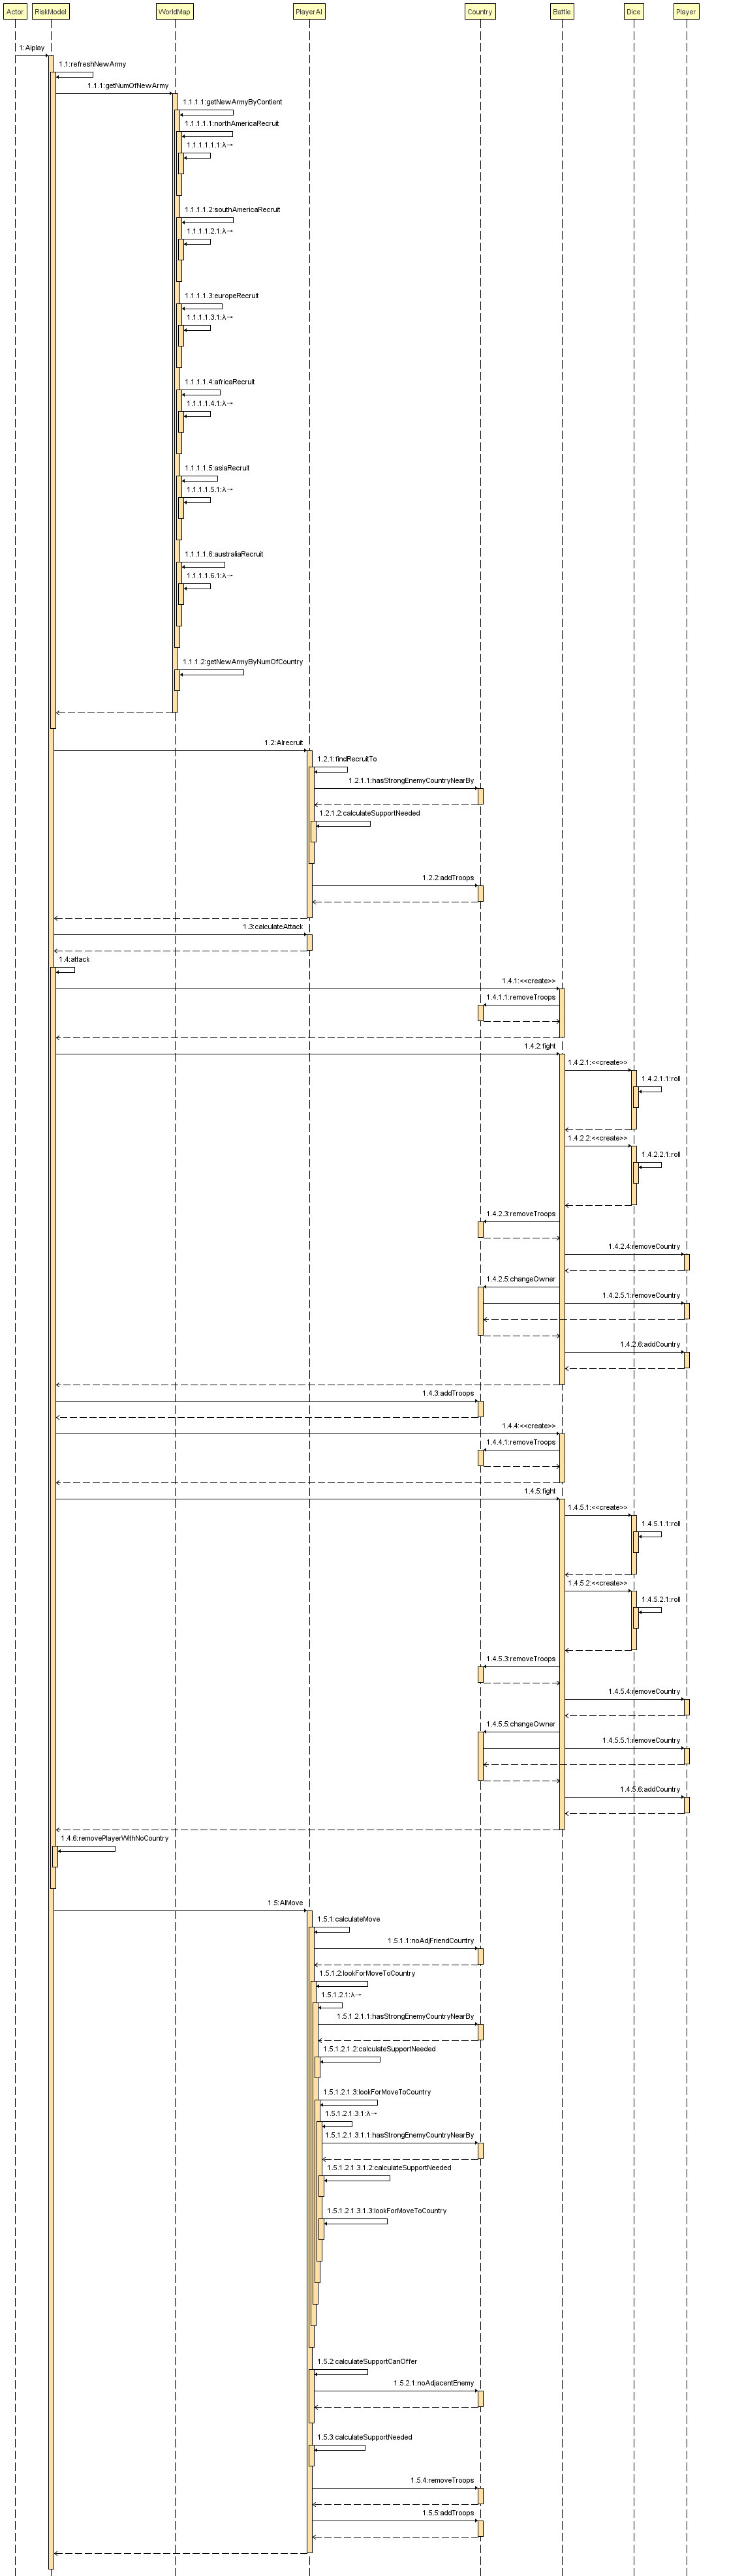 Actor RiskModel WorldMap PlayerAI Country Battle Dice Player
1:AIplay
1.1:refreshNewArmy
1.1.1:getNumOfNewArmy
1.1.1.1:getNewArmyByContient
1.1.1.1.1:northAmericaRecruit
1.1.1.1.1.1:λ→
1.1.1.1.2:southAmericaRecruit
1.1.1.1.2.1:λ→
1.1.1.1.3:europeRecruit
1.1.1.1.3.1:λ→
1.1.1.1.4:africaRecruit
1.1.1.1.4.1:λ→
1.1.1.1.5:asiaRecruit
1.1.1.1.5.1:λ→
1.1.1.1.6:australiaRecruit
1.1.1.1.6.1:λ→
1.1.1.2:getNewArmyByNumOfCountry
1.2:AIrecruit
1.2.1:findRecruitTo
1.2.1.1:hasStrongEnemyCountryNearBy
1.2.1.2:calculateSupportNeeded
1.2.2:addTroops
1.3:calculateAttack
1.4:attack
1.4.1:<<create>>
1.4.1.1:removeTroops
1.4.2:fight
1.4.2.1:<<create>>
1.4.2.1.1:roll
1.4.2.2:<<create>>
1.4.2.2.1:roll
1.4.2.3:removeTroops
1.4.2.4:removeCountry
1.4.2.5:changeOwner
1.4.2.5.1:removeCountry
1.4.2.6:addCountry
1.4.3:addTroops
1.4.4:<<create>>
1.4.4.1:removeTroops
1.4.5:fight
1.4.5.1:<<create>>
1.4.5.1.1:roll
1.4.5.2:<<create>>
1.4.5.2.1:roll
1.4.5.3:removeTroops
1.4.5.4:removeCountry
1.4.5.5:changeOwner
1.4.5.5.1:removeCountry
1.4.5.6:addCountry
1.4.6:removePlayerWithNoCountry
1.5:AIMove
1.5.1:calculateMove
1.5.1.1:noAdjFriendCountry
1.5.1.2:lookForMoveToCountry
1.5.1.2.1:λ→
1.5.1.2.1.1:hasStrongEnemyCountryNearBy
1.5.1.2.1.2:calculateSupportNeeded
1.5.1.2.1.3:lookForMoveToCountry
1.5.1.2.1.3.1:λ→
1.5.1.2.1.3.1.1:hasStrongEnemyCountryNearBy
1.5.1.2.1.3.1.2:calculateSupportNeeded
1.5.1.2.1.3.1.3:lookForMoveToCountry
1.5.2:calculateSupportCanOffer
1.5.2.1:noAdjacentEnemy
1.5.3:calculateSupportNeeded
1.5.4:removeTroops
1.5.5:addTroops